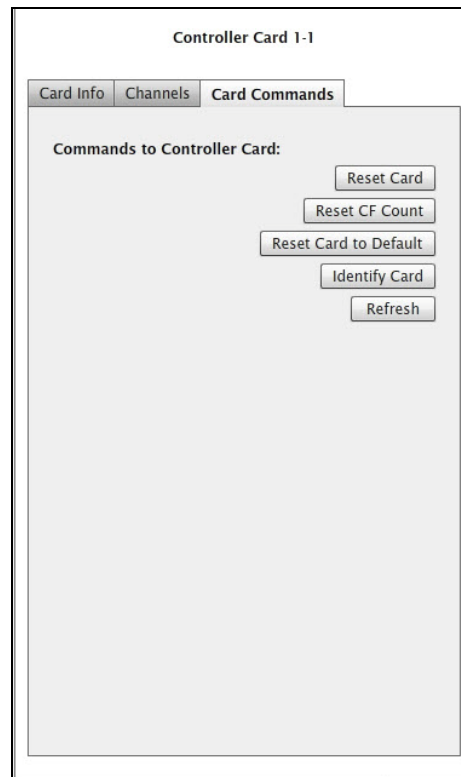 Controller Card 1-1
Card Info Channels Card Commands
Commands to Controller Card:
Reset Card
Reset CF Count
Reset Card to Default
Identify Card
Refresh